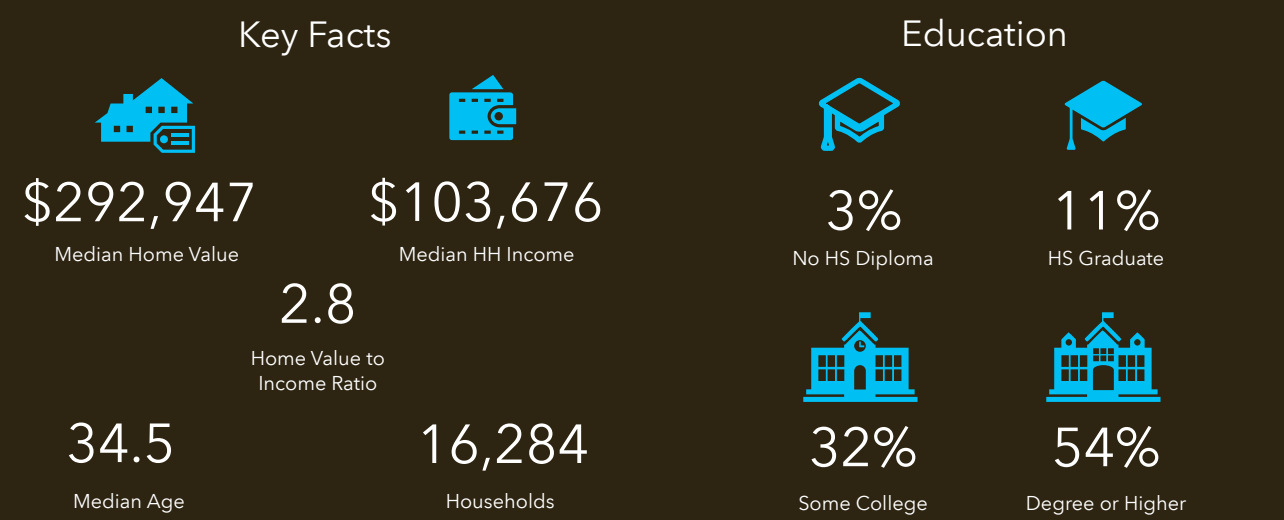 Key Facts
$292,947
Median Home Value
$103,676
Median HH Income
2.8
Home Value to
Income Ratio
34.5
Median Age
16,284
Households
Education
3%
No HS Diploma
11%
HS Graduate
32%
Some College
54%
Degree or Higher